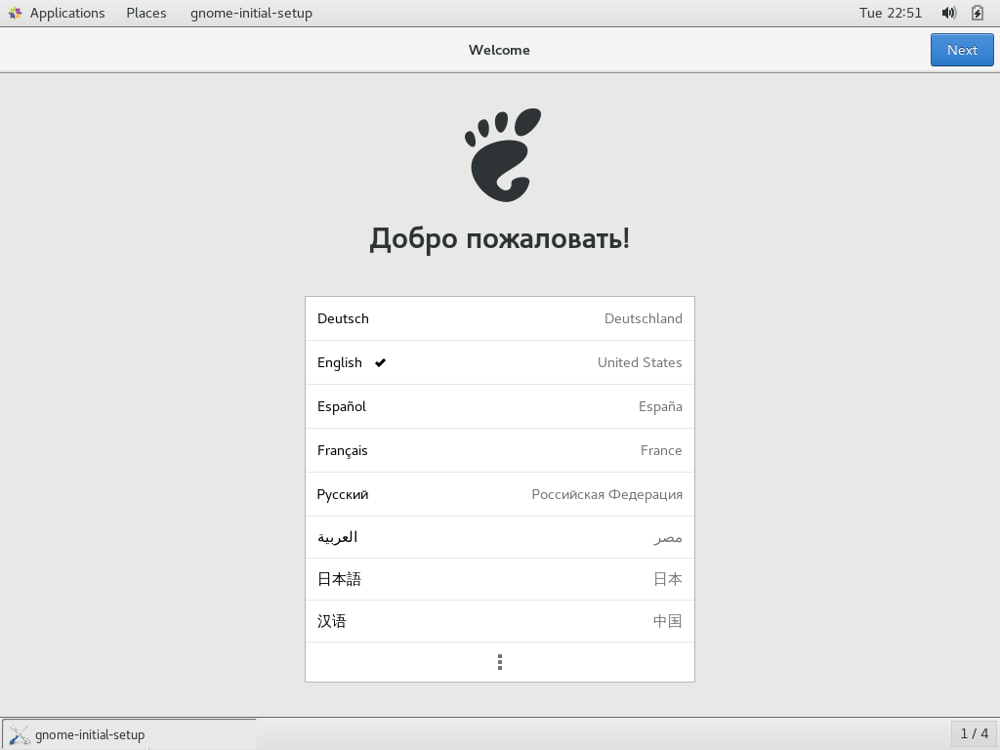 Applications Places gnome-initial-setup Tue 22:51
Welcome Next
Добро пожаловать!
Deutsch Deutschland
English United States
Español España
Français France
Русский Российская Федерация
العربية مصر
日本語 日本
汉语 中国
gnome-initial-setup 1 / 4